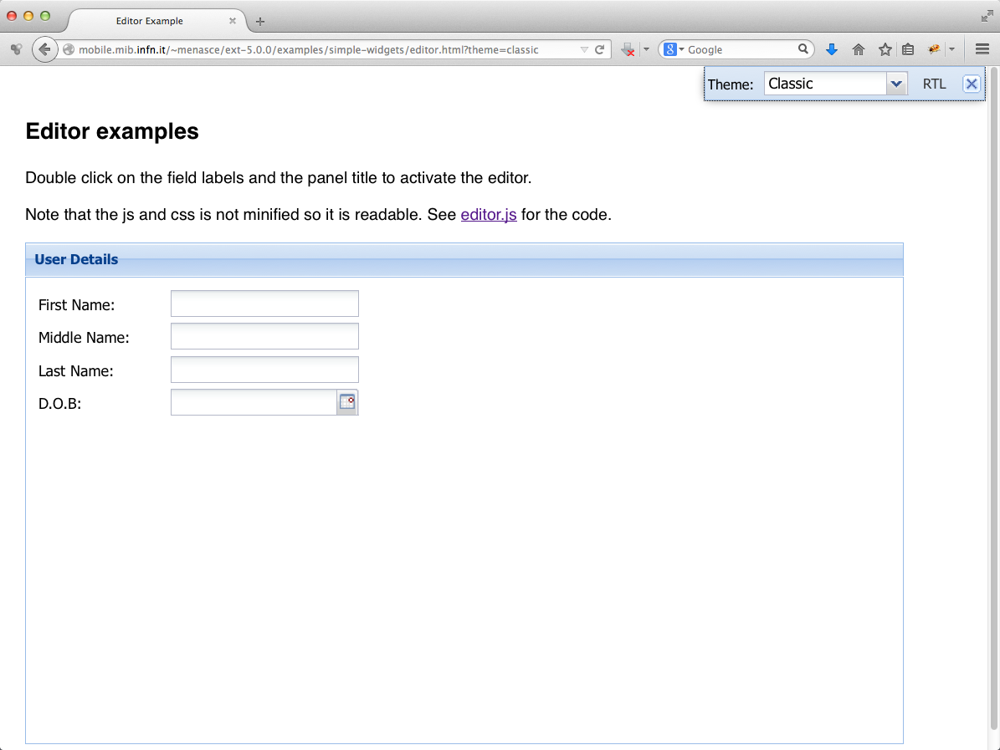 Editor Example
mobile.mib.infn.it/~menasce/ext-5.0.0/examples/simple-widgets/editor.html?theme=classic
8 Google
Theme: Classic RTL
Editor examples
Double click on the field labels and the panel title to activate the editor.
Note that the js and css is not minified so it is readable. See editor.js for the code.
User Details
First Name:
Middle Name:
Last Name:
D.O.B: